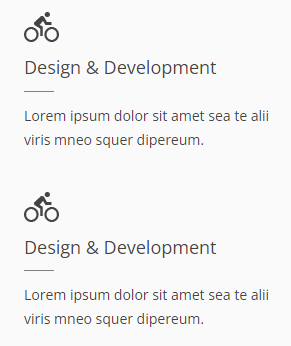 Design & Development
Lorem ipsum dolor sit amet sea te alii
viris mneo squer dipereum.
Design & Development
Lorem ipsum dolor sit amet sea te alii
viris mneo squer dipereum.